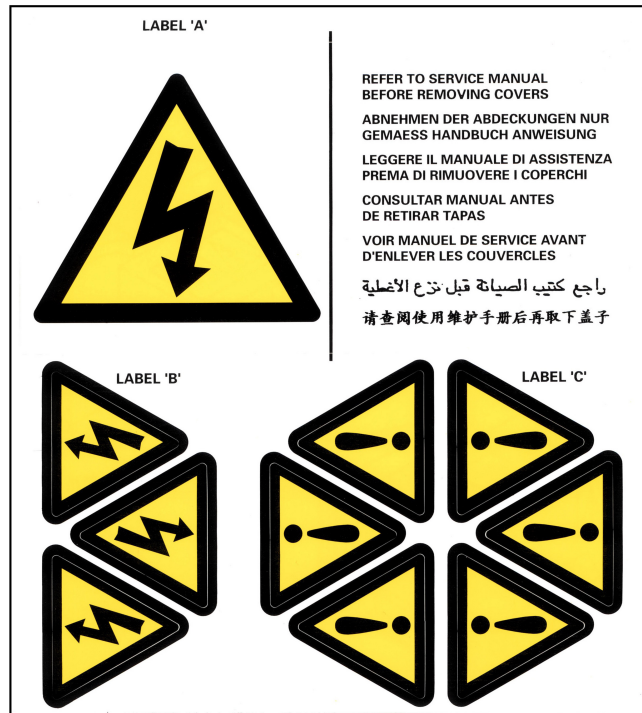 LABEL 'A'
REFER TO SERVICE MANUAL
BEFORE REMOVING COVERS
ABNEHMEN DER ABDECKUNGEN NUR
GEMAESS HANDBUCH ANWEISUNG
LEGGERE IL MANUALE DI ASSISTENZA
PREMA DI RIMUOVERE I COPERCHI
CONSULTAR MANUAL ANTES
DE RETIRAR TAPAS
VOIR MANUEL DE SERVICE AVANT
D'ENLEVER LES COUVERCLES
راجع كتيب الصيانة قبل نزع الأغطية
请查阅使用维护手册后再取下盖子
LABEL 'B'
LABEL 'C'